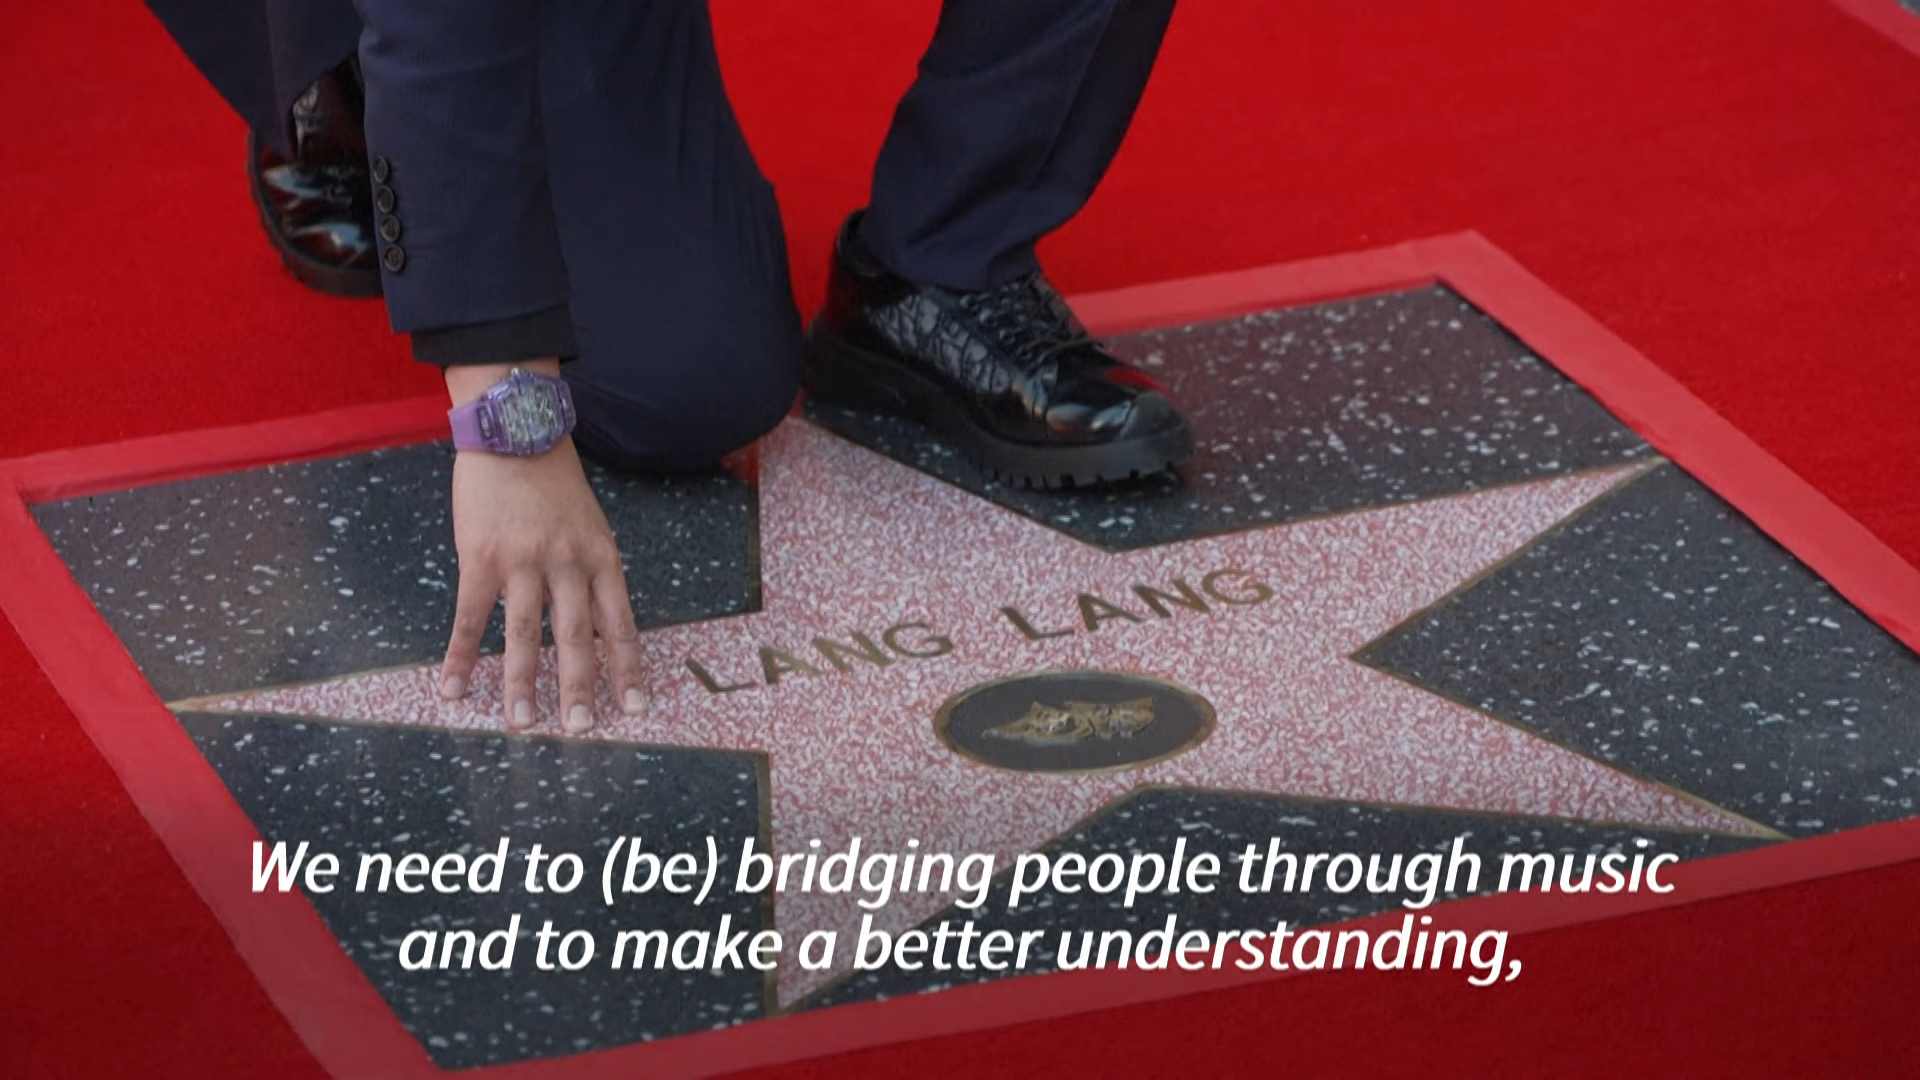 LANG LANG
We need to (be) bridging people through music
and to make a better understanding,